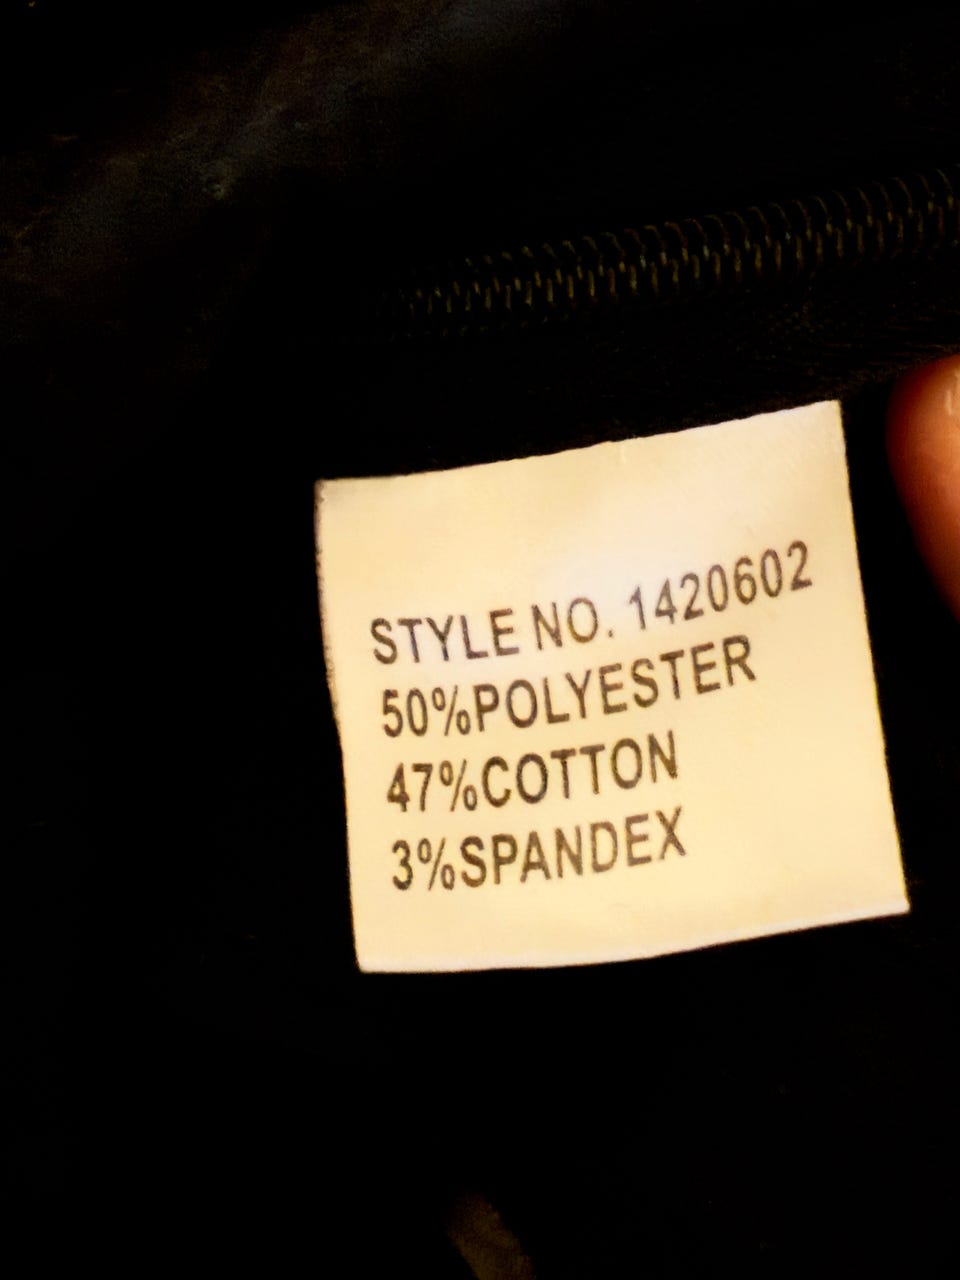 STYLE NO. 1420602
50%POLYESTER
47%COTTON
3%SPANDEX